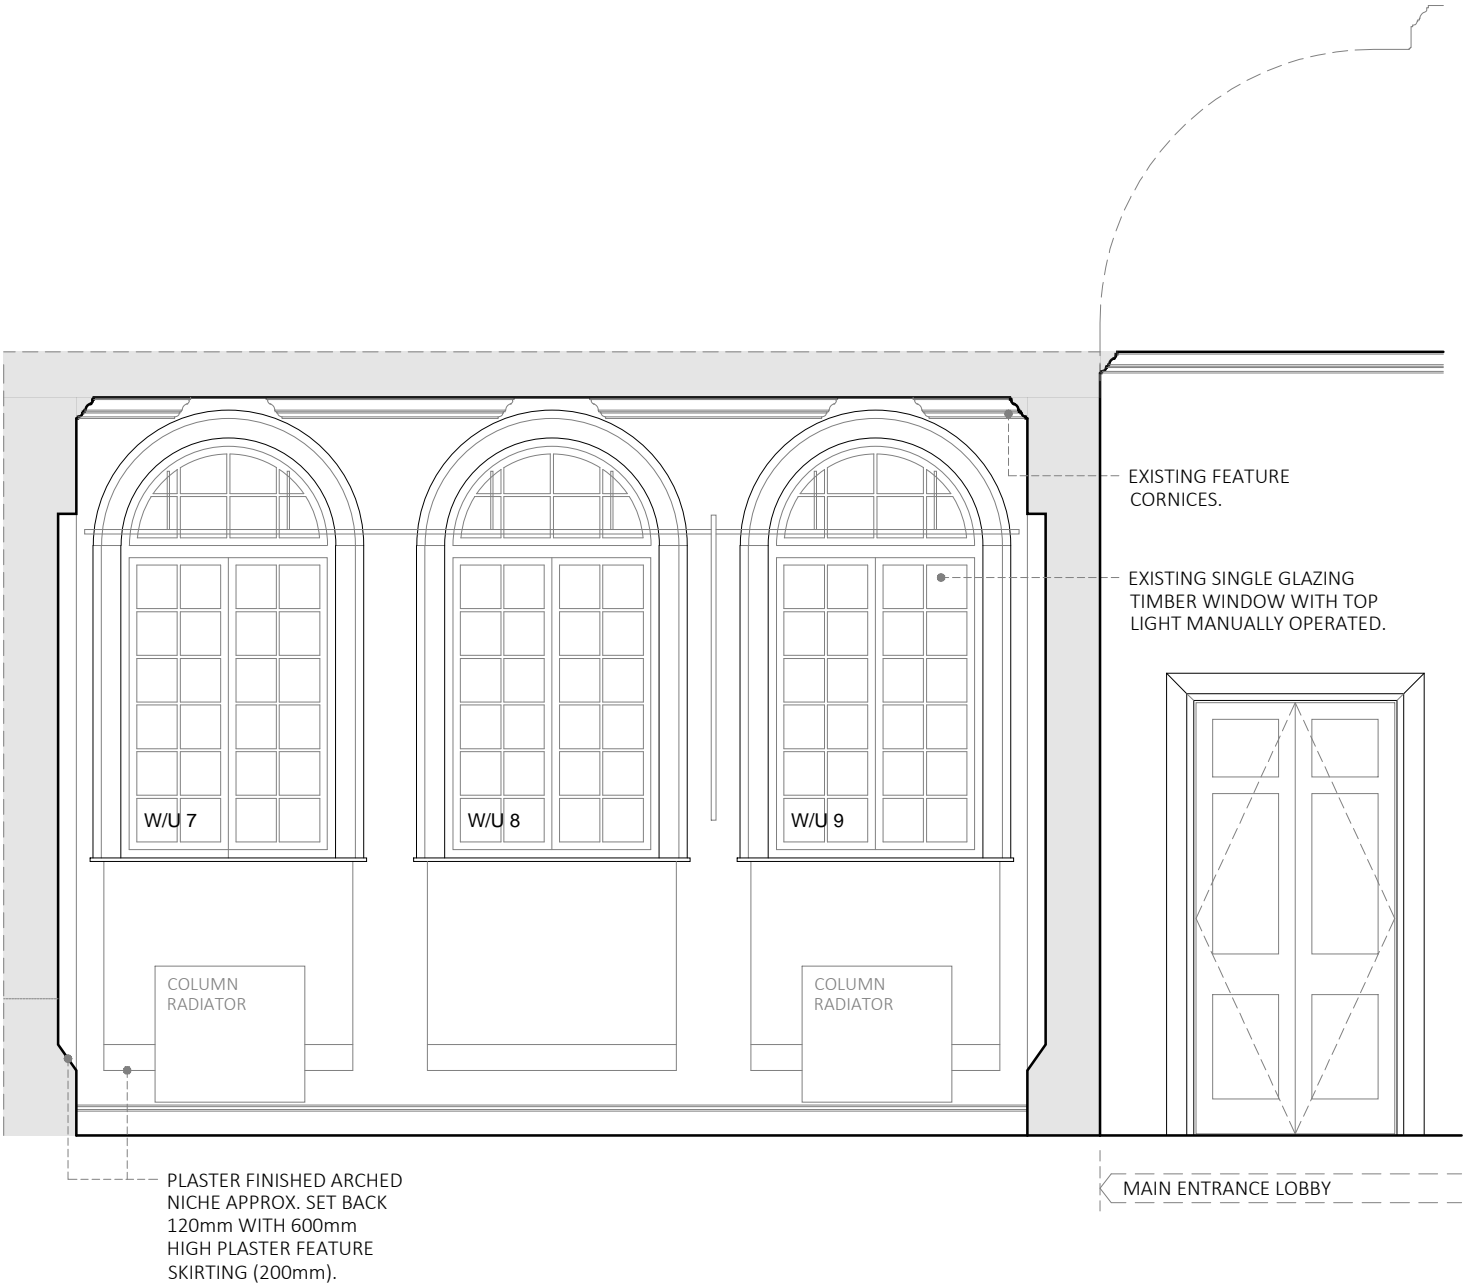 EXISTING FEATURE
CORNICES.
EXISTING SINGLE GLAZING
TIMBER WINDOW WITH TOP
LIGHT MANUALLY OPERATED.
W/U 7
W/U 8
W/U 9
COLUMN
RADIATOR
COLUMN
RADIATOR
PLASTER FINISHED ARCHED
NICHE APPROX. SET BACK
120mm WITH 600mm
HIGH PLASTER FEATURE
SKIRTING (200mm).
MAIN ENTRANCE LOBBY